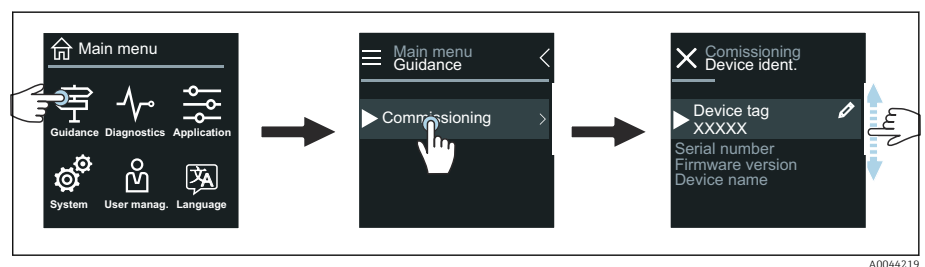 Main menu
Guidance Diagnostics Application
System User manag. Language
Main menu
Guidance
Commissioning
Comissioning
Device ident.
Device tag
XXXXX
Serial number
Firmware version
Device name
A0044219